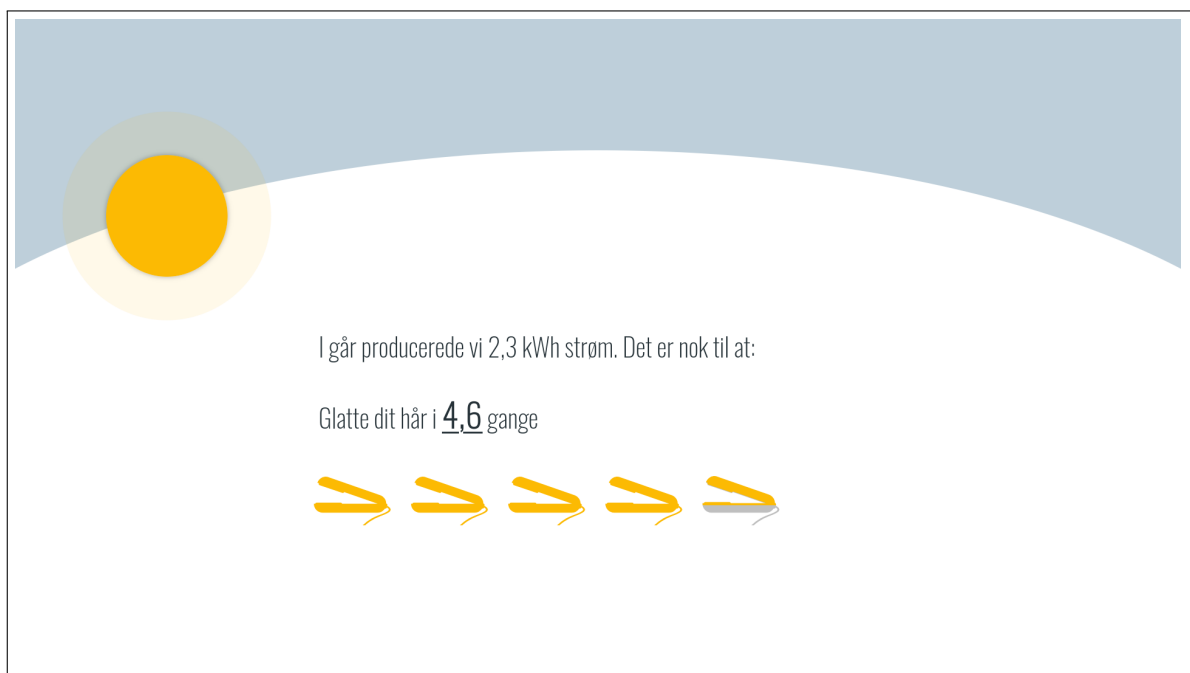 I går producerede vi 2,3 kWh strøm. Det er nok til at:
Glatte dit hår i 4,6 gange